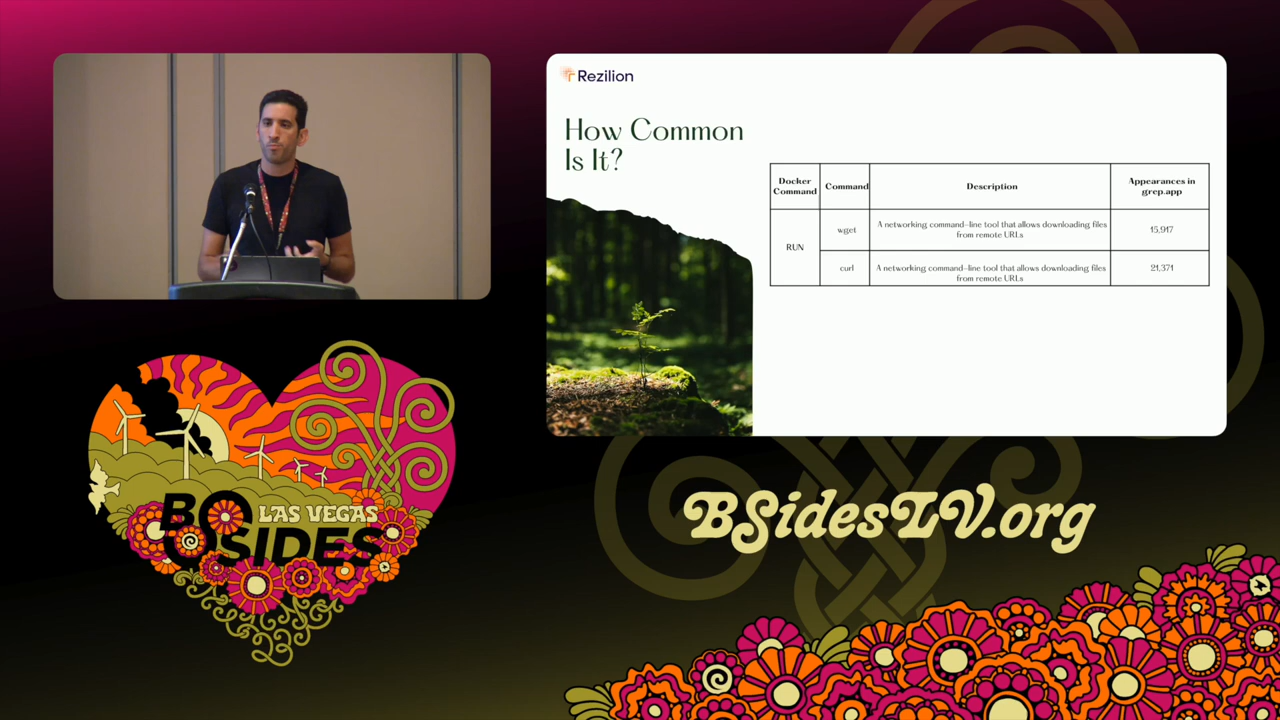 Rezilion
How Common
Is It?
Docker
Command
Command
Description
Appearances in
grep.app
RUN
wget
A networking command-line tool that allows downloading files
from remote URLs
15,917
curl
A networking command-line tool that allows downloading files
from remote URLs
21,371
LAS VEGAS
BSIDES
BSidesLV.org